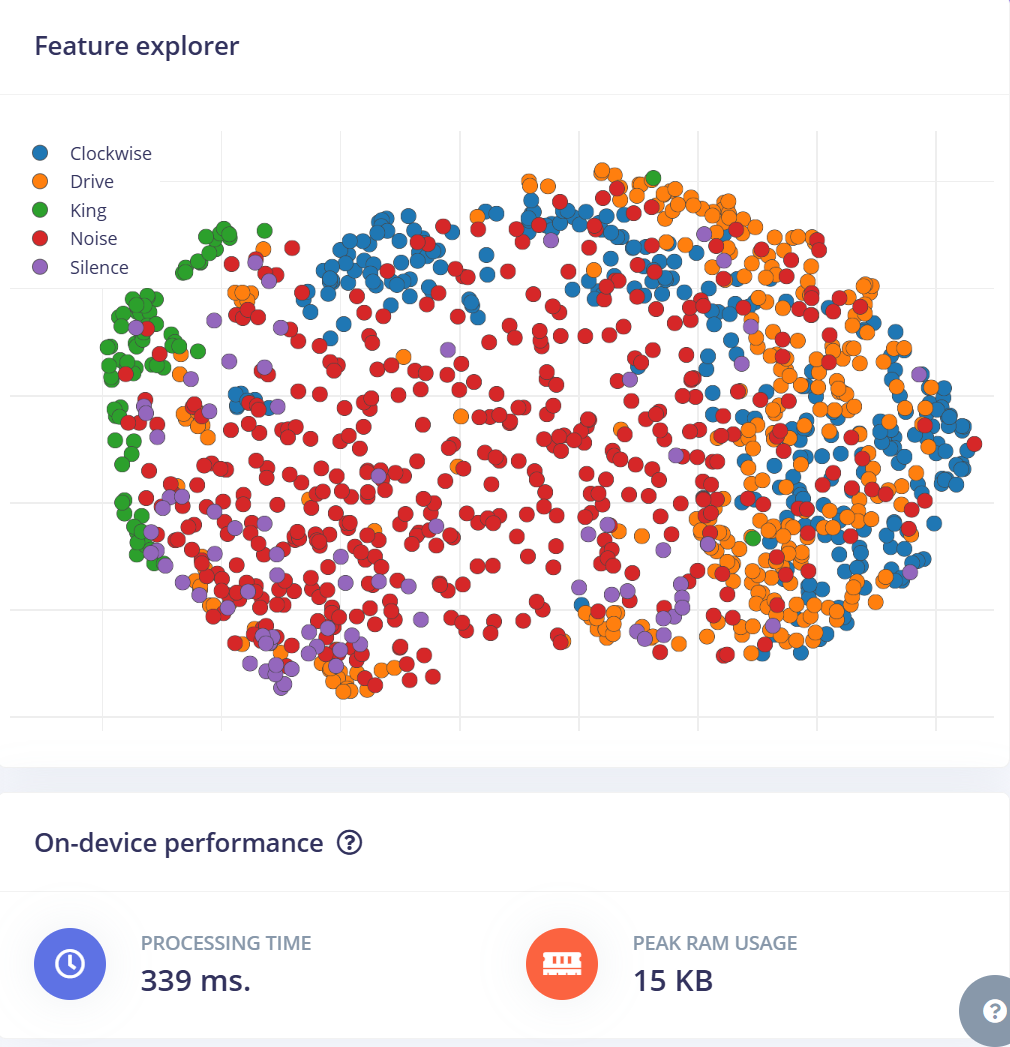 Feature explorer
Clockwise
Drive
King
Noise
Silence
On-device performance ?
PROCESSING TIME
339 ms.
PEAK RAM USAGE
15 KB
?